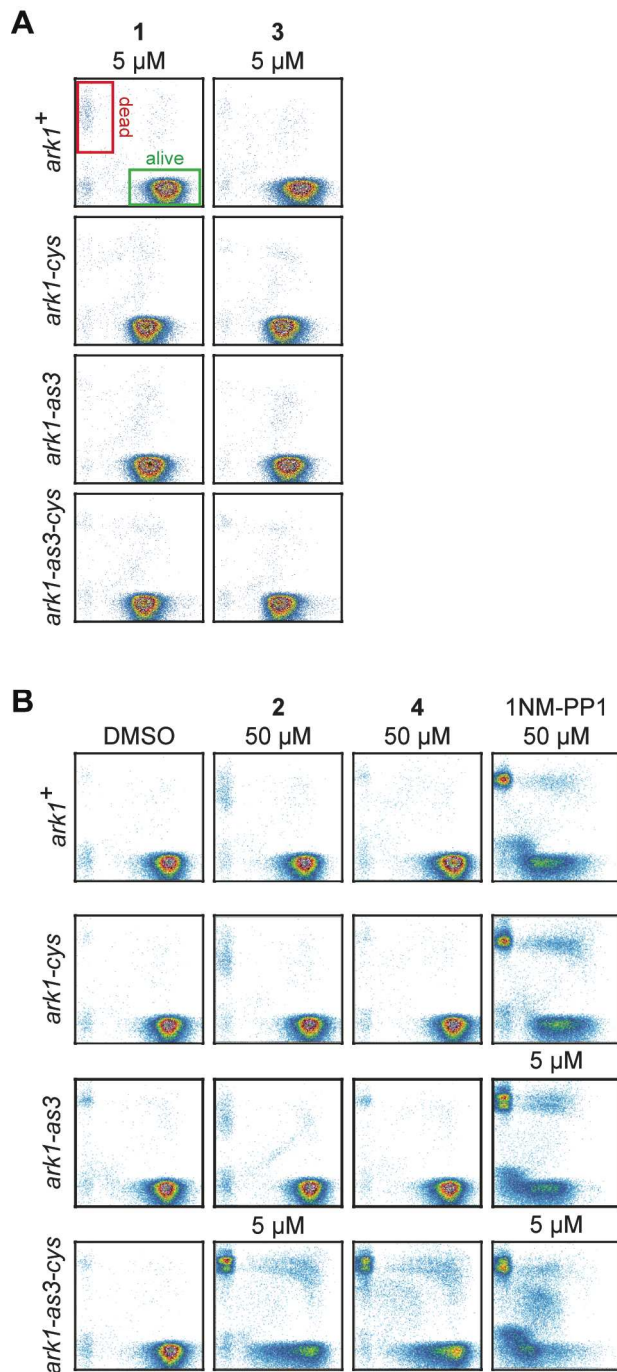 A
1 3
5 µM 5 µM
ark1+
dead
alive
ark1-cys
ark1-as3
ark1-as3-cys
B
2 4 1NM-PP1
DMSO 50 µM 50 µM 50 µM
ark1+
ark1-cys
5 µM
ark1-as3
5 µM 5 µM
ark1-as3-cys